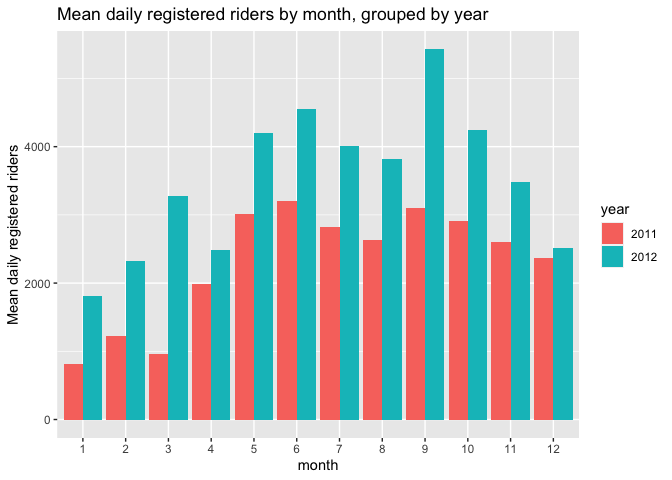 Mean daily registered riders by month, grouped by year
Mean daily registered riders
4000
2000
0
1 2 3 4 5 6 7 8 9 10 11 12
month
year
2011
2012